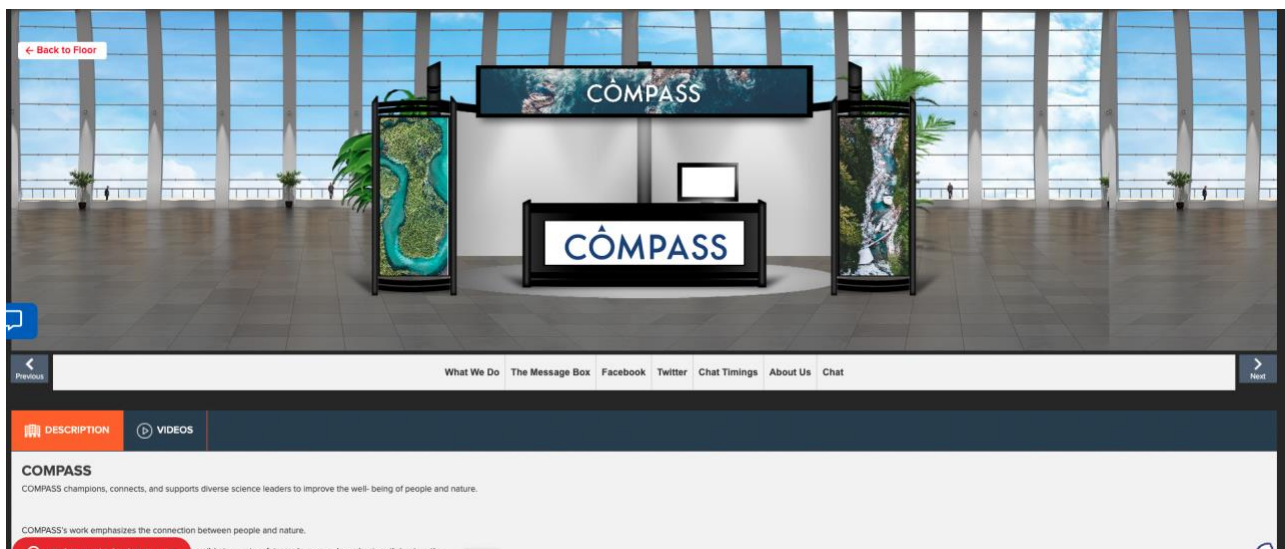 ← Back to Floor
CÔMPASS
CÔMPASS
Previous
What We Do The Message Box Facebook Twitter Chat Timings About Us Chat
Next
DESCRIPTION
VIDEOS
COMPASS
COMPASS champions, connects, and supports diverse science leaders to improve the well- being of people and nature.
COMPASS's work emphasizes the connection between people and nature.